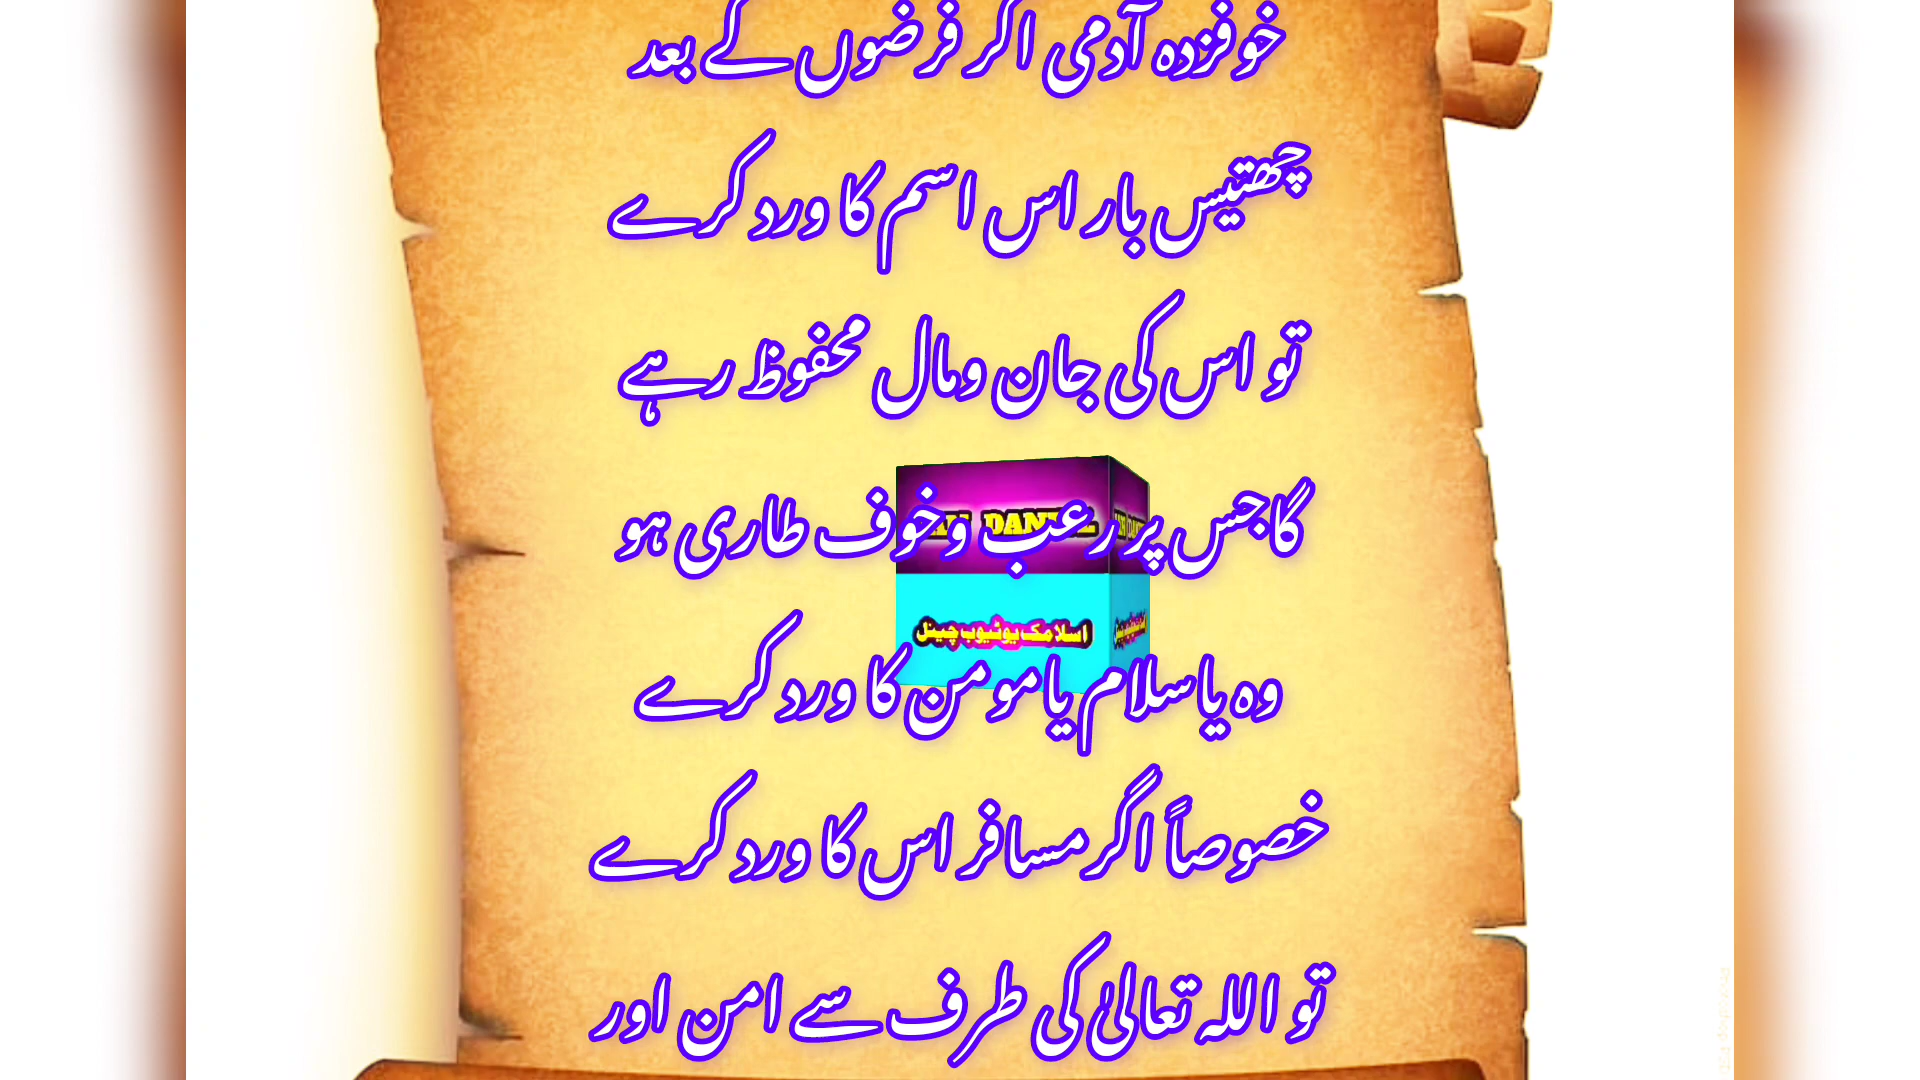 خوفزدہ آدمی اگر فرضوں کے بعد
چھتیس بار اس اسم کا ورد کرے
تو اس کی جان ومال محفوظ رہے
گا جس پر رعب و خوف طاری ہو
DANYAL
اسلامک یوٹیوب چینل
وہ یا سلام یا مومن کا ورد کرے
خصوصاً اگر مسافر اس کا ورد کرے
تو اللہ تعالیٰ کی طرف سے امن اور